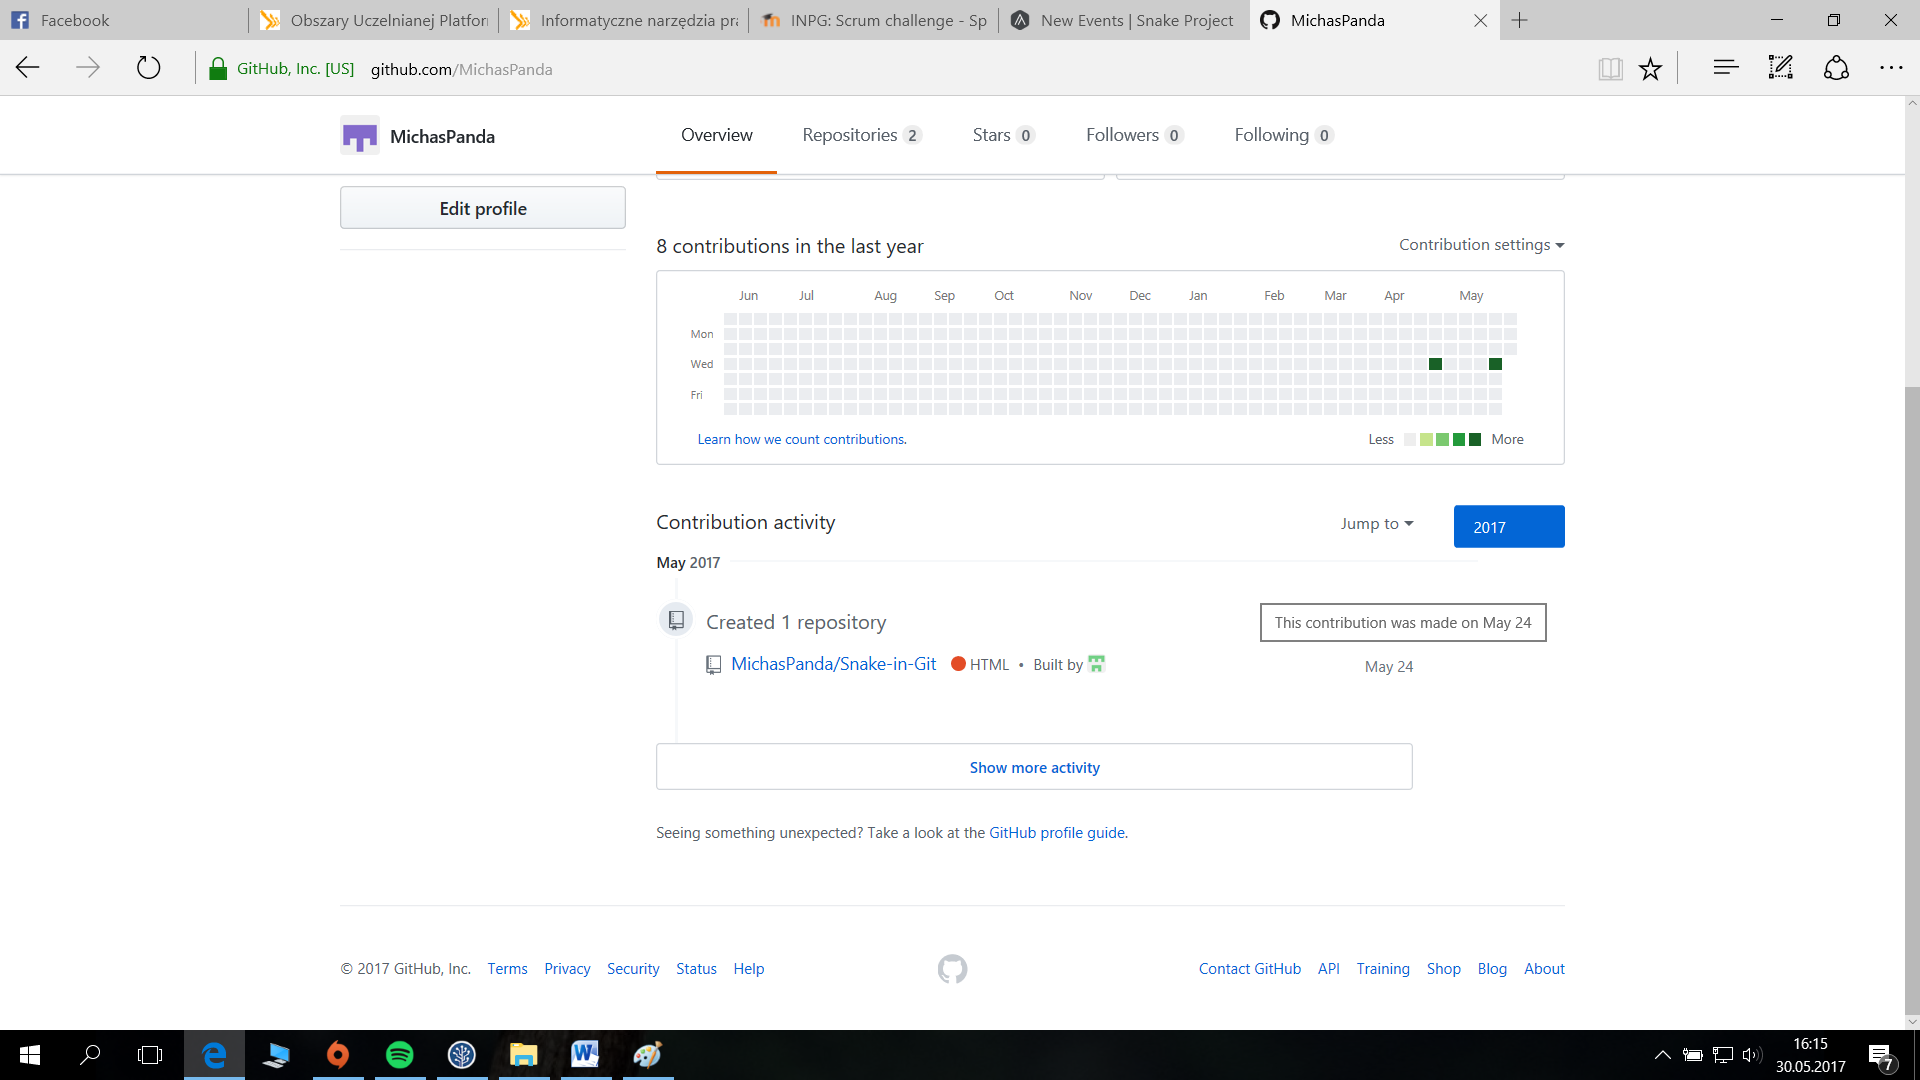 Facebook
Obszary Uczelnianej Platfor
Informatyczne narzędzia pra
INPG: Scrum challenge - Sp
New Events | Snake Project
MichasPanda
GitHub, Inc. [US] github.com/MichasPanda
MichasPanda
Overview Repositories 2 Stars 0 Followers 0 Following 0
Edit profile
8 contributions in the last year
Contribution settings
Jun Jul Aug Sep Oct Nov Dec Jan Feb Mar Apr May
Mon
Wed
Fri
Learn how we count contributions.
Less More
Contribution activity
Jump to
2017
May 2017
Created 1 repository
This contribution was made on May 24
MichasPanda/Snake-in-Git HTML • Built by
May 24
Show more activity
Seeing something unexpected? Take a look at the GitHub profile guide.
© 2017 GitHub, Inc. Terms Privacy Security Status Help
Contact GitHub API Training Shop Blog About
16:15
30.05.2017
7